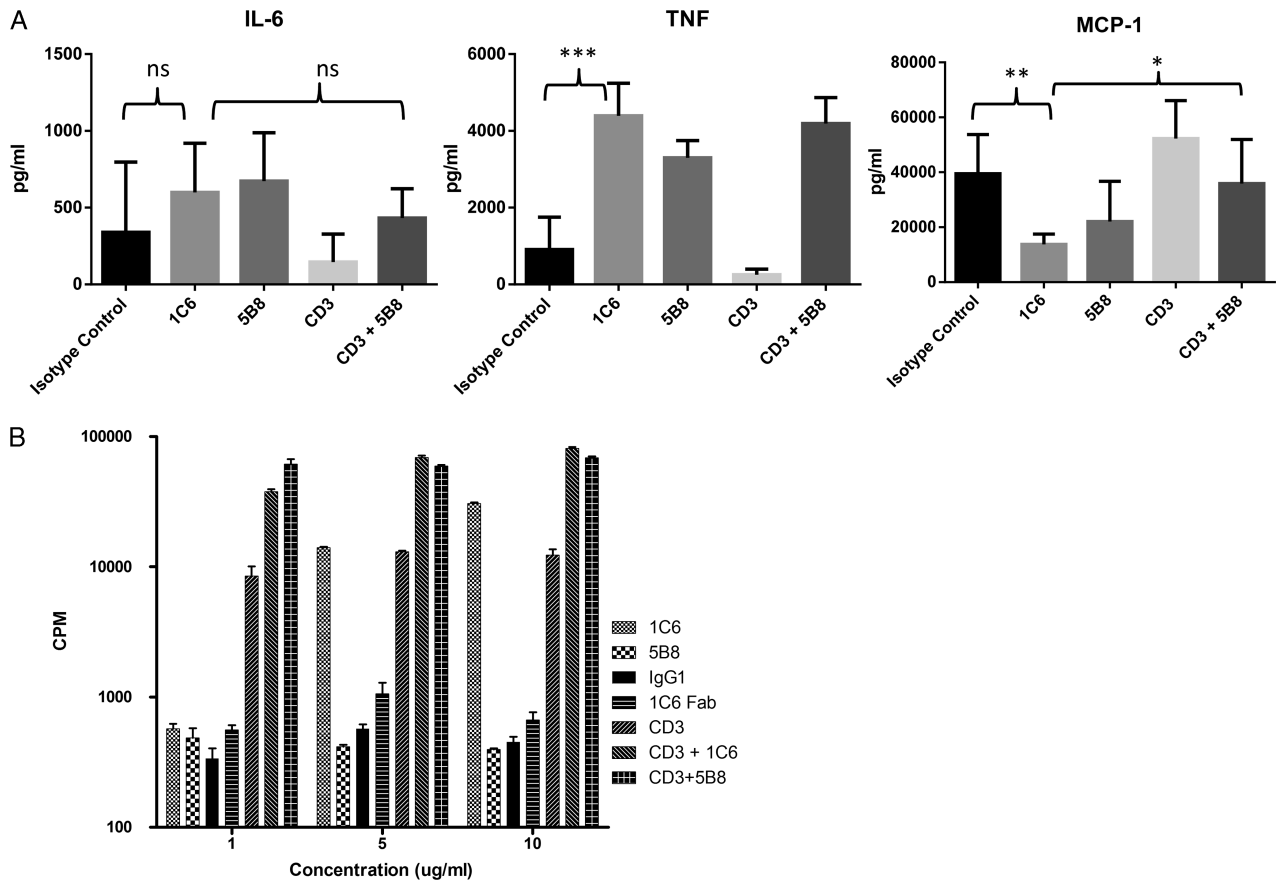 A
IL-6
TNF
MCP-1
1500
1000
500
0
pg/ml
ns
ns
Isotype Control
1C6
5B8
CD3
CD3 + 5B8
6000
4000
2000
0
pg/ml
***
Isotype Control
1C6
5B8
CD3
CD3 + 5B8
80000
60000
40000
20000
0
pg/ml
**
*
Isotype Control
1C6
5B8
CD3
CD3 + 5B8
B
100000
10000
1000
100
CPM
1
5
10
Concentration (ug/ml)
1C6
5B8
IgG1
1C6 Fab
CD3
CD3 + 1C6
CD3+5B8